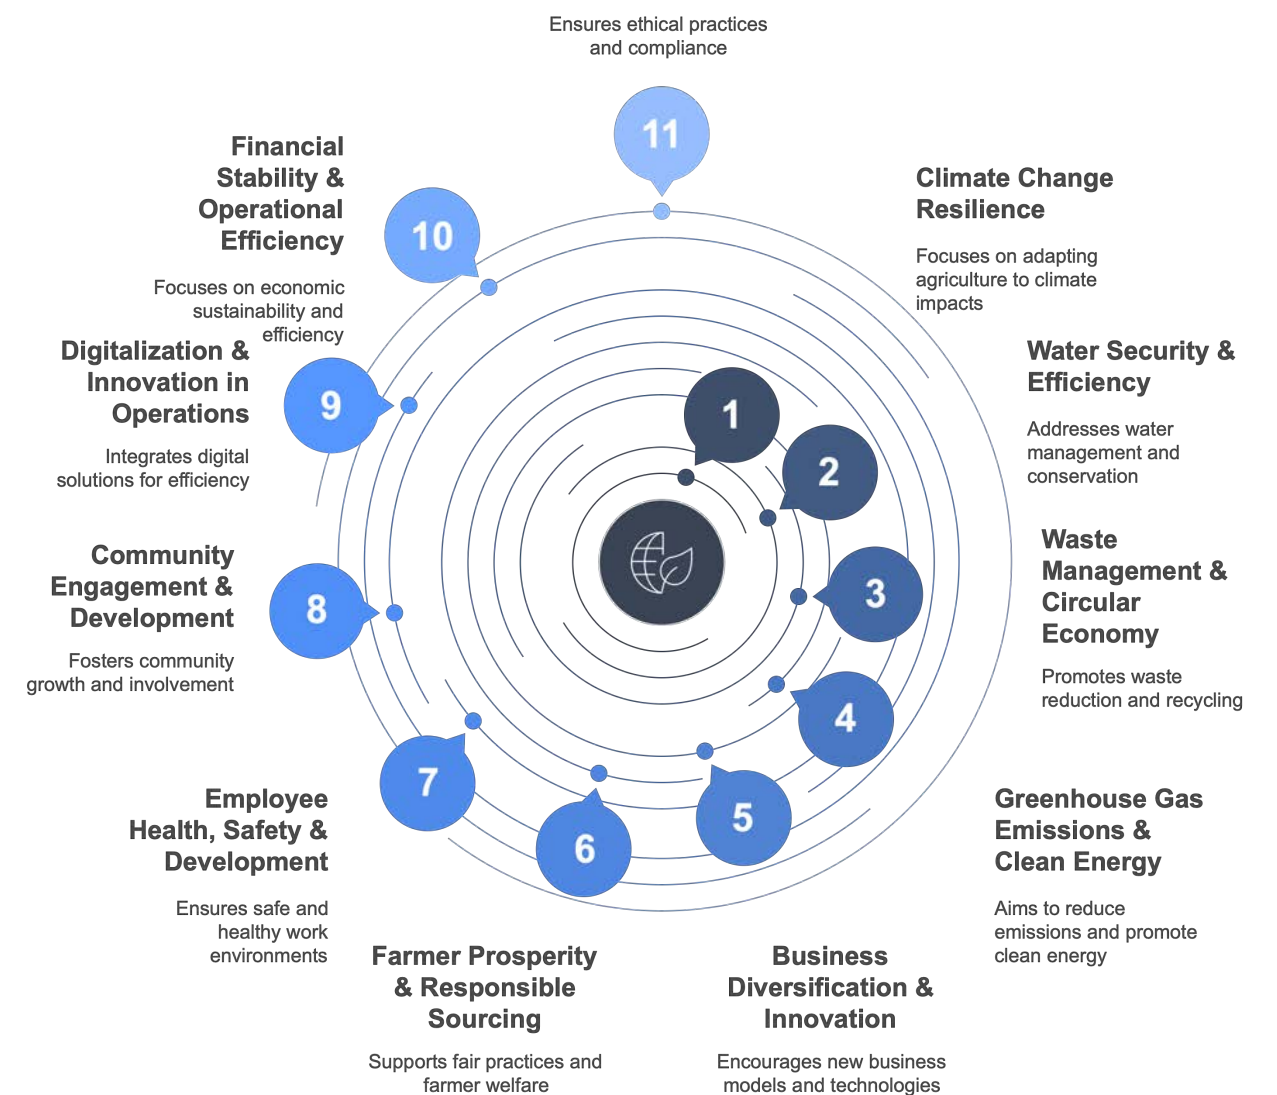 Ensures ethical practices
and compliance
11
Climate Change
Resilience
Focuses on adapting
agriculture to climate
impacts
1
Water Security &
Efficiency
Addresses water
management and
conservation
2
Waste
Management &
Circular
Economy
Promotes waste
reduction and recycling
3
Greenhouse Gas
Emissions &
Clean Energy
Aims to reduce
emissions and promote
clean energy
4
Business
Diversification &
Innovation
Encourages new business
models and technologies
5
Farmer Prosperity
& Responsible
Sourcing
Supports fair practices and
farmer welfare
6
Employee
Health, Safety &
Development
Ensures safe and
healthy work
environments
7
Community
Engagement &
Development
Fosters community
growth and involvement
8
Digitalization &
Innovation in
Operations
Integrates digital
solutions for efficiency
9
Financial
Stability &
Operational
Efficiency
Focuses on economic
sustainability and
efficiency
10